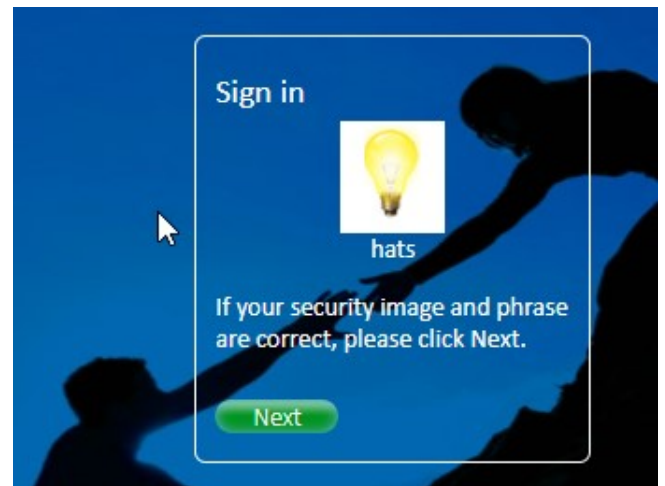 Sign in
hats
If your security image and phrase
are correct, please click Next.
Next